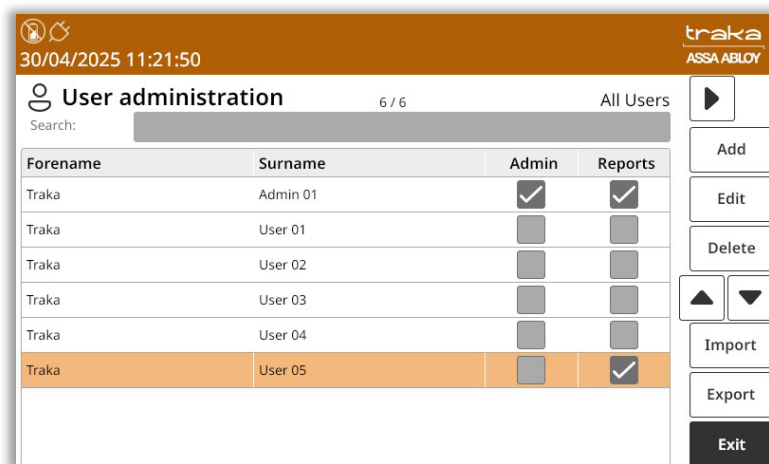 30/04/2025 11:21:50
traka
ASSA ABLOY
User administration 6 / 6 All Users
Search:
Forename Surname Admin Reports
Traka Admin 01
Traka User 01
Traka User 02
Traka User 03
Traka User 04
Traka User 05
Add
Edit
Delete
Import
Export
Exit